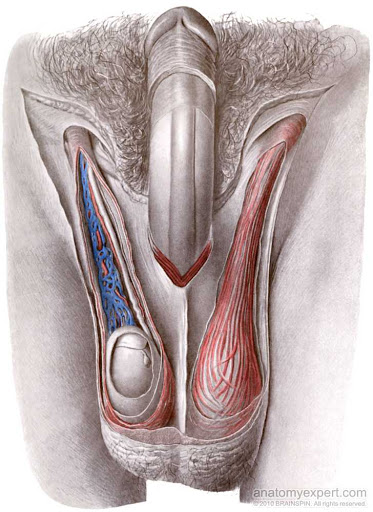 anatomyexpert.com
©2010 BRAINSPIN. All rights reserved.